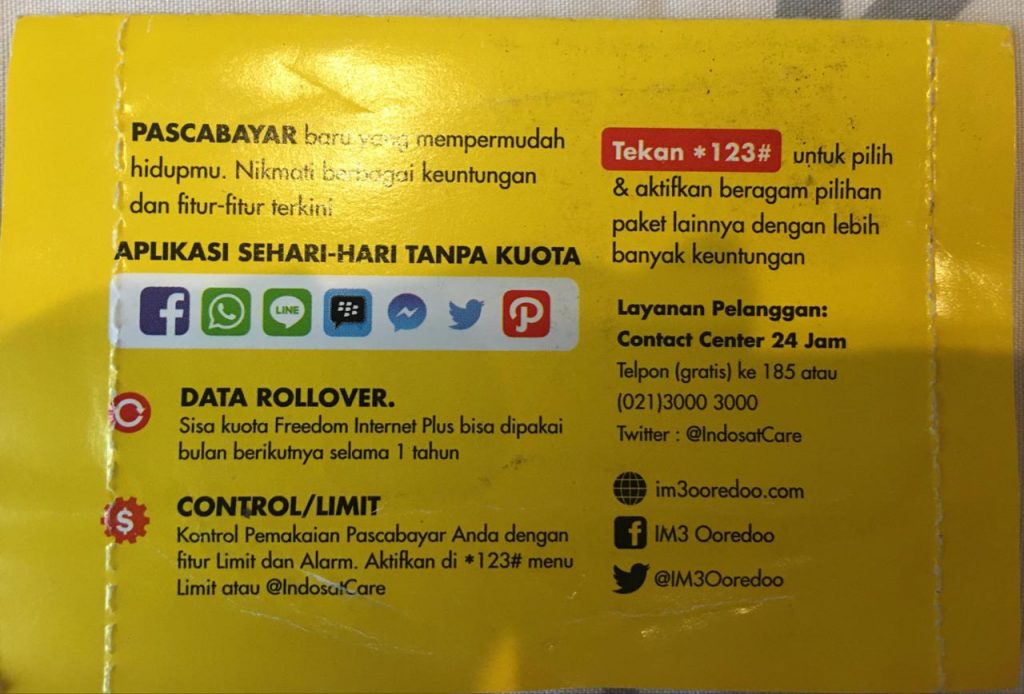 PASCABAYAR baru yang mempermudah
hidupmu. Nikmati berbagai keuntungan
dan fitur-fitur terkini
APLIKASI SEHARI-HARI TANPA KUOTA
LINE
DATA ROLLOVER.
Sisa kuota Freedom Internet Plus bisa dipakai
bulan berikutnya selama 1 tahun
CONTROL/LIMIT
Kontrol Pemakaian Pascabayar Anda dengan
fitur Limit dan Alarm. Aktifkan di *123# menu
Limit atau @IndosatCare
Tekan *123# untuk pilih
& aktifkan beragam pilihan
paket lainnya dengan lebih
banyak keuntungan
Layanan Pelanggan:
Contact Center 24 Jam
Telpon (gratis) ke 185 atau
(021)3000 3000
Twitter : @IndosatCare
im3ooredoo.com
IM3 Ooredoo
@IM3Ooredoo